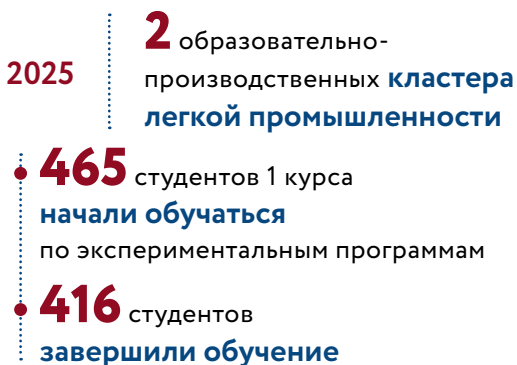 2025
2 образовательно-
производственных кластера
легкой промышленности
465 студентов 1 курса
начали обучаться
по экспериментальным программам
416 студентов
завершили обучение